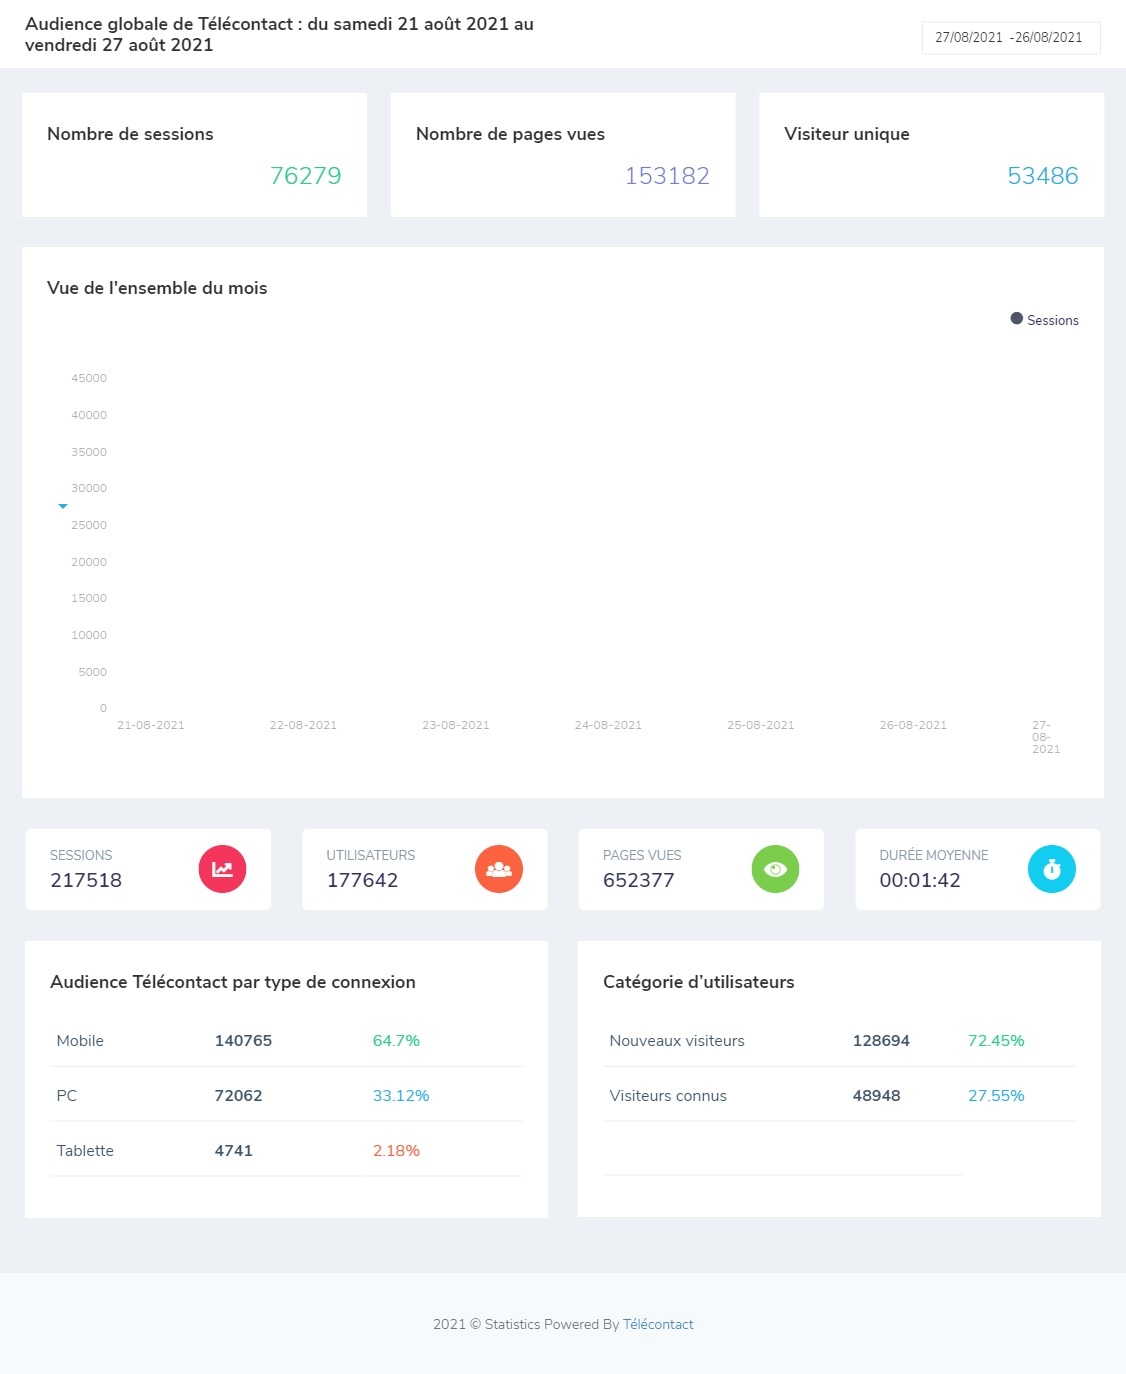 Audience globale de Télécontact : du samedi 21 août 2021 au
vendredi 27 août 2021
27/08/2021 -26/08/2021
Nombre de sessions
76279
Nombre de pages vues
153182
Visiteur unique
53486
Vue de l'ensemble du mois
Sessions
45000
40000
35000
30000
25000
20000
15000
10000
5000
0
21-08-2021 22-08-2021 23-08-2021 24-08-2021 25-08-2021 26-08-2021 27-
08-
2021
SESSIONS
217518
UTILISATEURS
177642
PAGES VUES
652377
DURÉE MOYENNE
00:01:42
Audience Télécontact par type de connexion
Mobile 140765 64.7%
PC 72062 33.12%
Tablette 4741 2.18%
Catégorie d’utilisateurs
Nouveaux visiteurs 128694 72.45%
Visiteurs connus 48948 27.55%
2021 © Statistics Powered By Télécontact